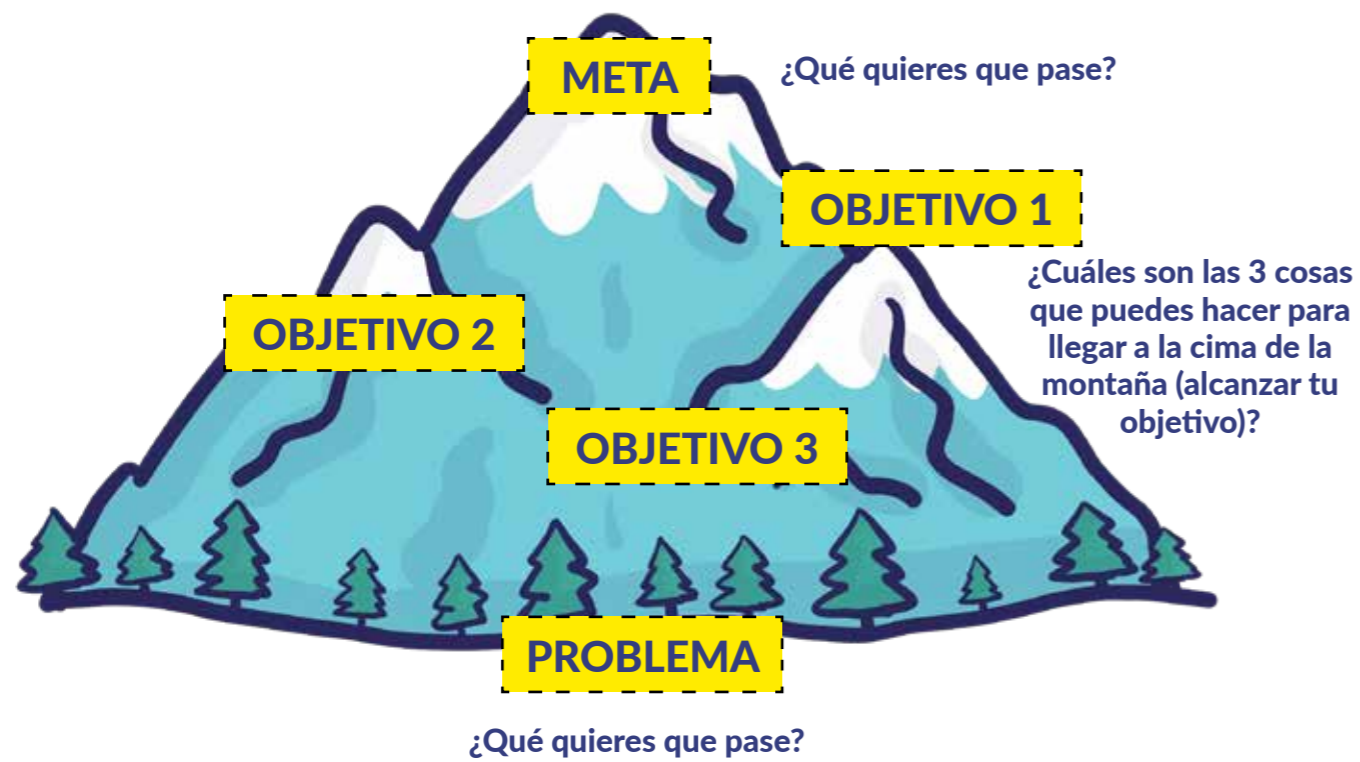 META
¿Qué quieres que pase?
OBJETIVO 1
¿Cuáles son las 3 cosas
que puedes hacer para
llegar a la cima de la
montaña (alcanzar tu
objetivo)?
OBJETIVO 2
OBJETIVO 3
PROBLEMA
¿Qué quieres que pase?